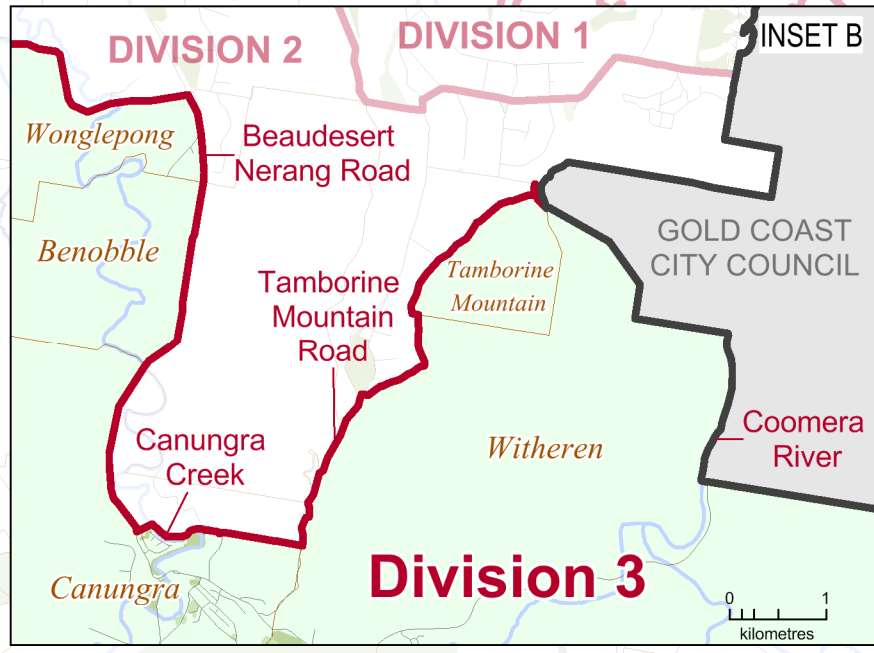 DIVISION 2
DIVISION 1
INSET B
Wonglepong
Beaudesert
Nerang Road
Benobble
GOLD COAST
CITY COUNCIL
Tamborine
Mountain
Road
Tamborine
Mountain
Canungra
Creek
Witheren
Coomera
River
Canungra
Division 3
0 1
kilometres